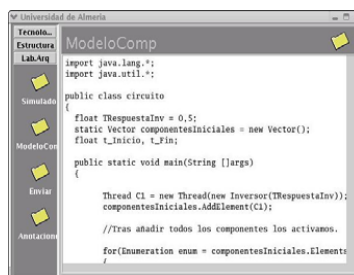 Universidad de Almeria
Tecnolo...
Estructura
Lab.Arq
Simulado
ModeloCon
Enviar
Anotacione
ModeloComp
import java.lang.*;
import java.util.*;
public class circuito
{
float TRespuestaInv = 0,5;
static Vector componentesIniciales = new Vector();
float t_Inicio, t_Fin;
public static void main(String []args)
{
Thread C1 = new Thread(new Inversor(TRespuestaInv));
componentesIniciales.AddElement(C1);
//Tras añadir todos los componentes los activamos.
for(Enumeration enum = componentesIniciales.Elements
{